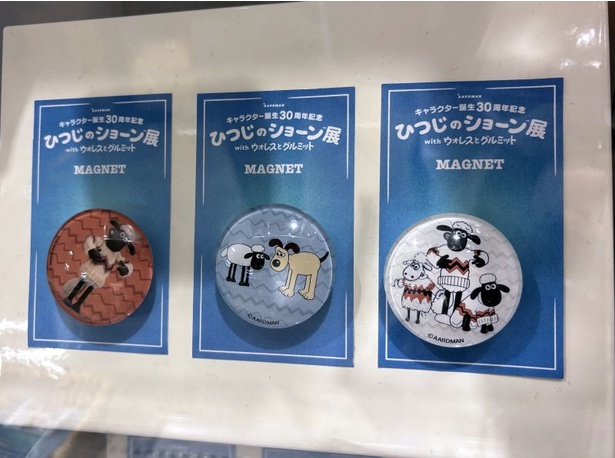 AARDMAN
キャラクター誕生30周年記念
ひつじのショーン展
with ウォレスとグルミット
MAGNET
AARDMAN
キャラクター誕生30周年記念
ひつじのショーン展
with ウォレスとグルミット
MAGNET
©AARDMAN
AARDMAN
キャラクター誕生30周年記念
ひつじのショーン展
with ウォレスとグルミット
MAGNET
©AARDMAN